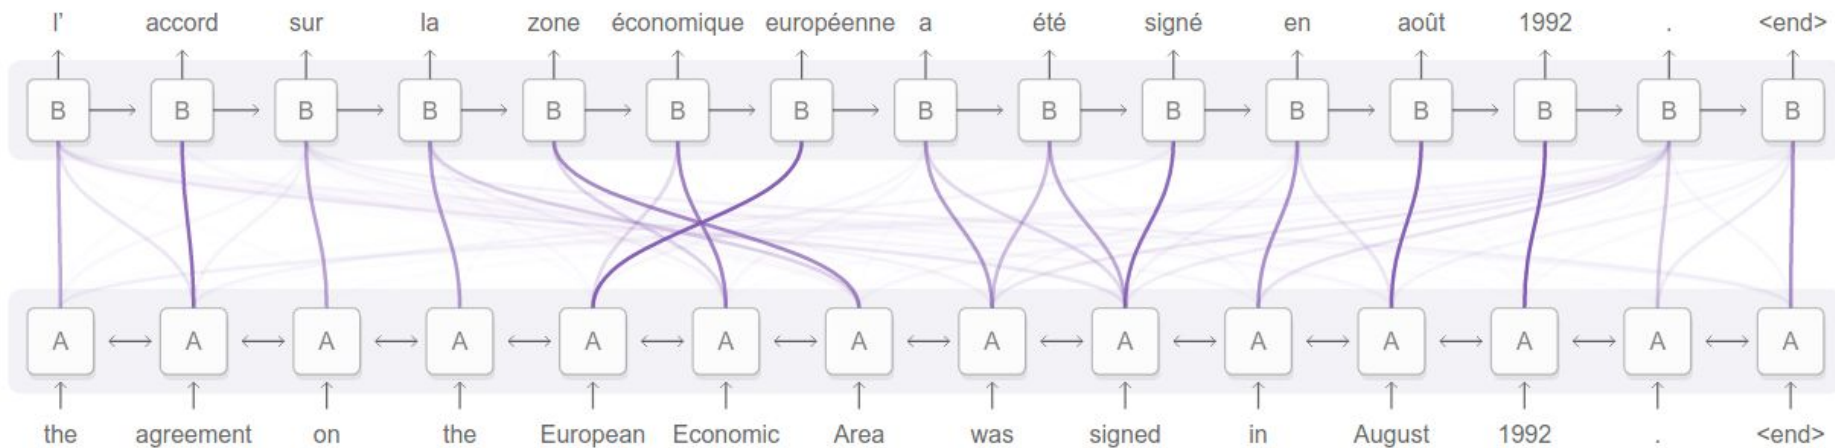 l’ accord sur la zone économique européenne a été signé en août 1992 . <end>
B B B B B B B B B B B B B B B
A A A A A A A A A A A A A A
the agreement on the European Economic Area was signed in August 1992 . <end>